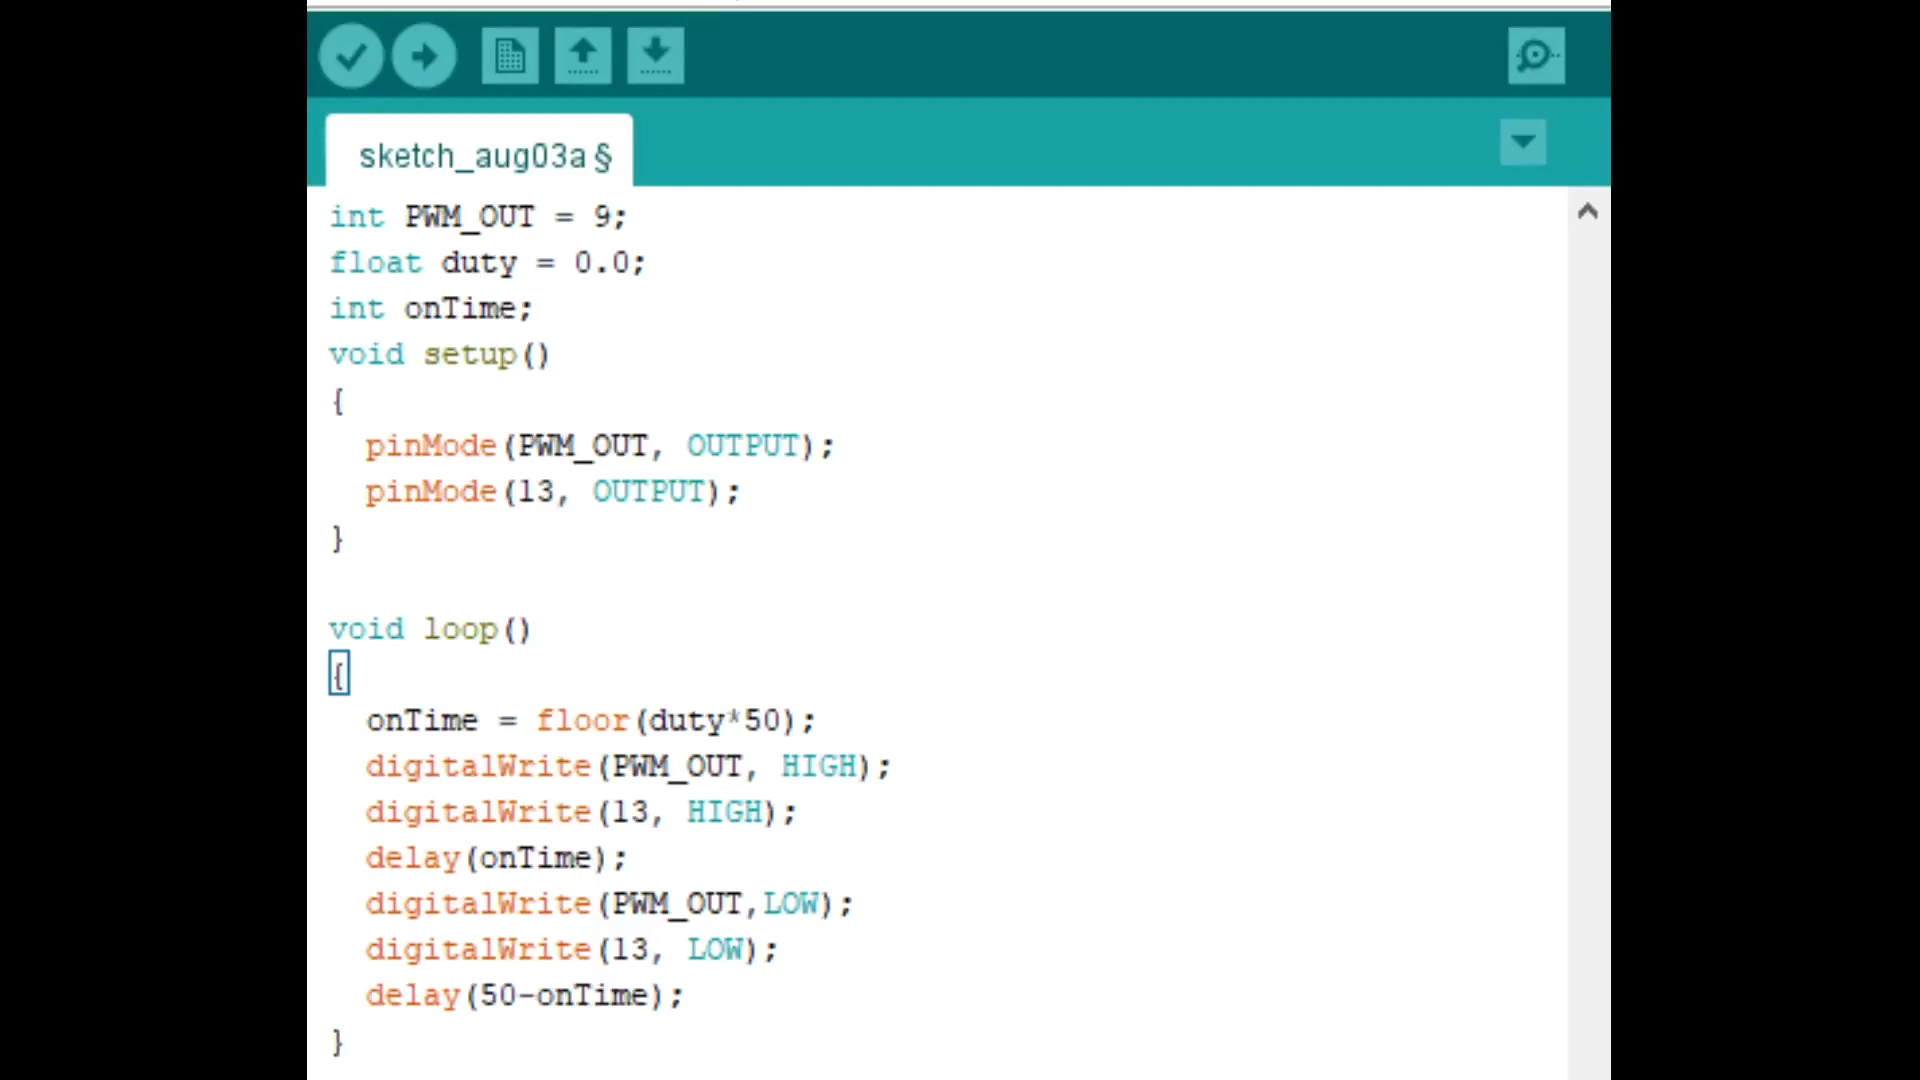 sketch_aug03a §
int PWM_OUT = 9;
float duty = 0.0;
int onTime;
void setup()
{
  pinMode(PWM_OUT, OUTPUT);
  pinMode(13, OUTPUT);
}

void loop()
{
  onTime = floor(duty*50);
  digitalWrite(PWM_OUT, HIGH);
  digitalWrite(13, HIGH);
  delay(onTime);
  digitalWrite(PWM_OUT,LOW);
  digitalWrite(13, LOW);
  delay(50-onTime);
}